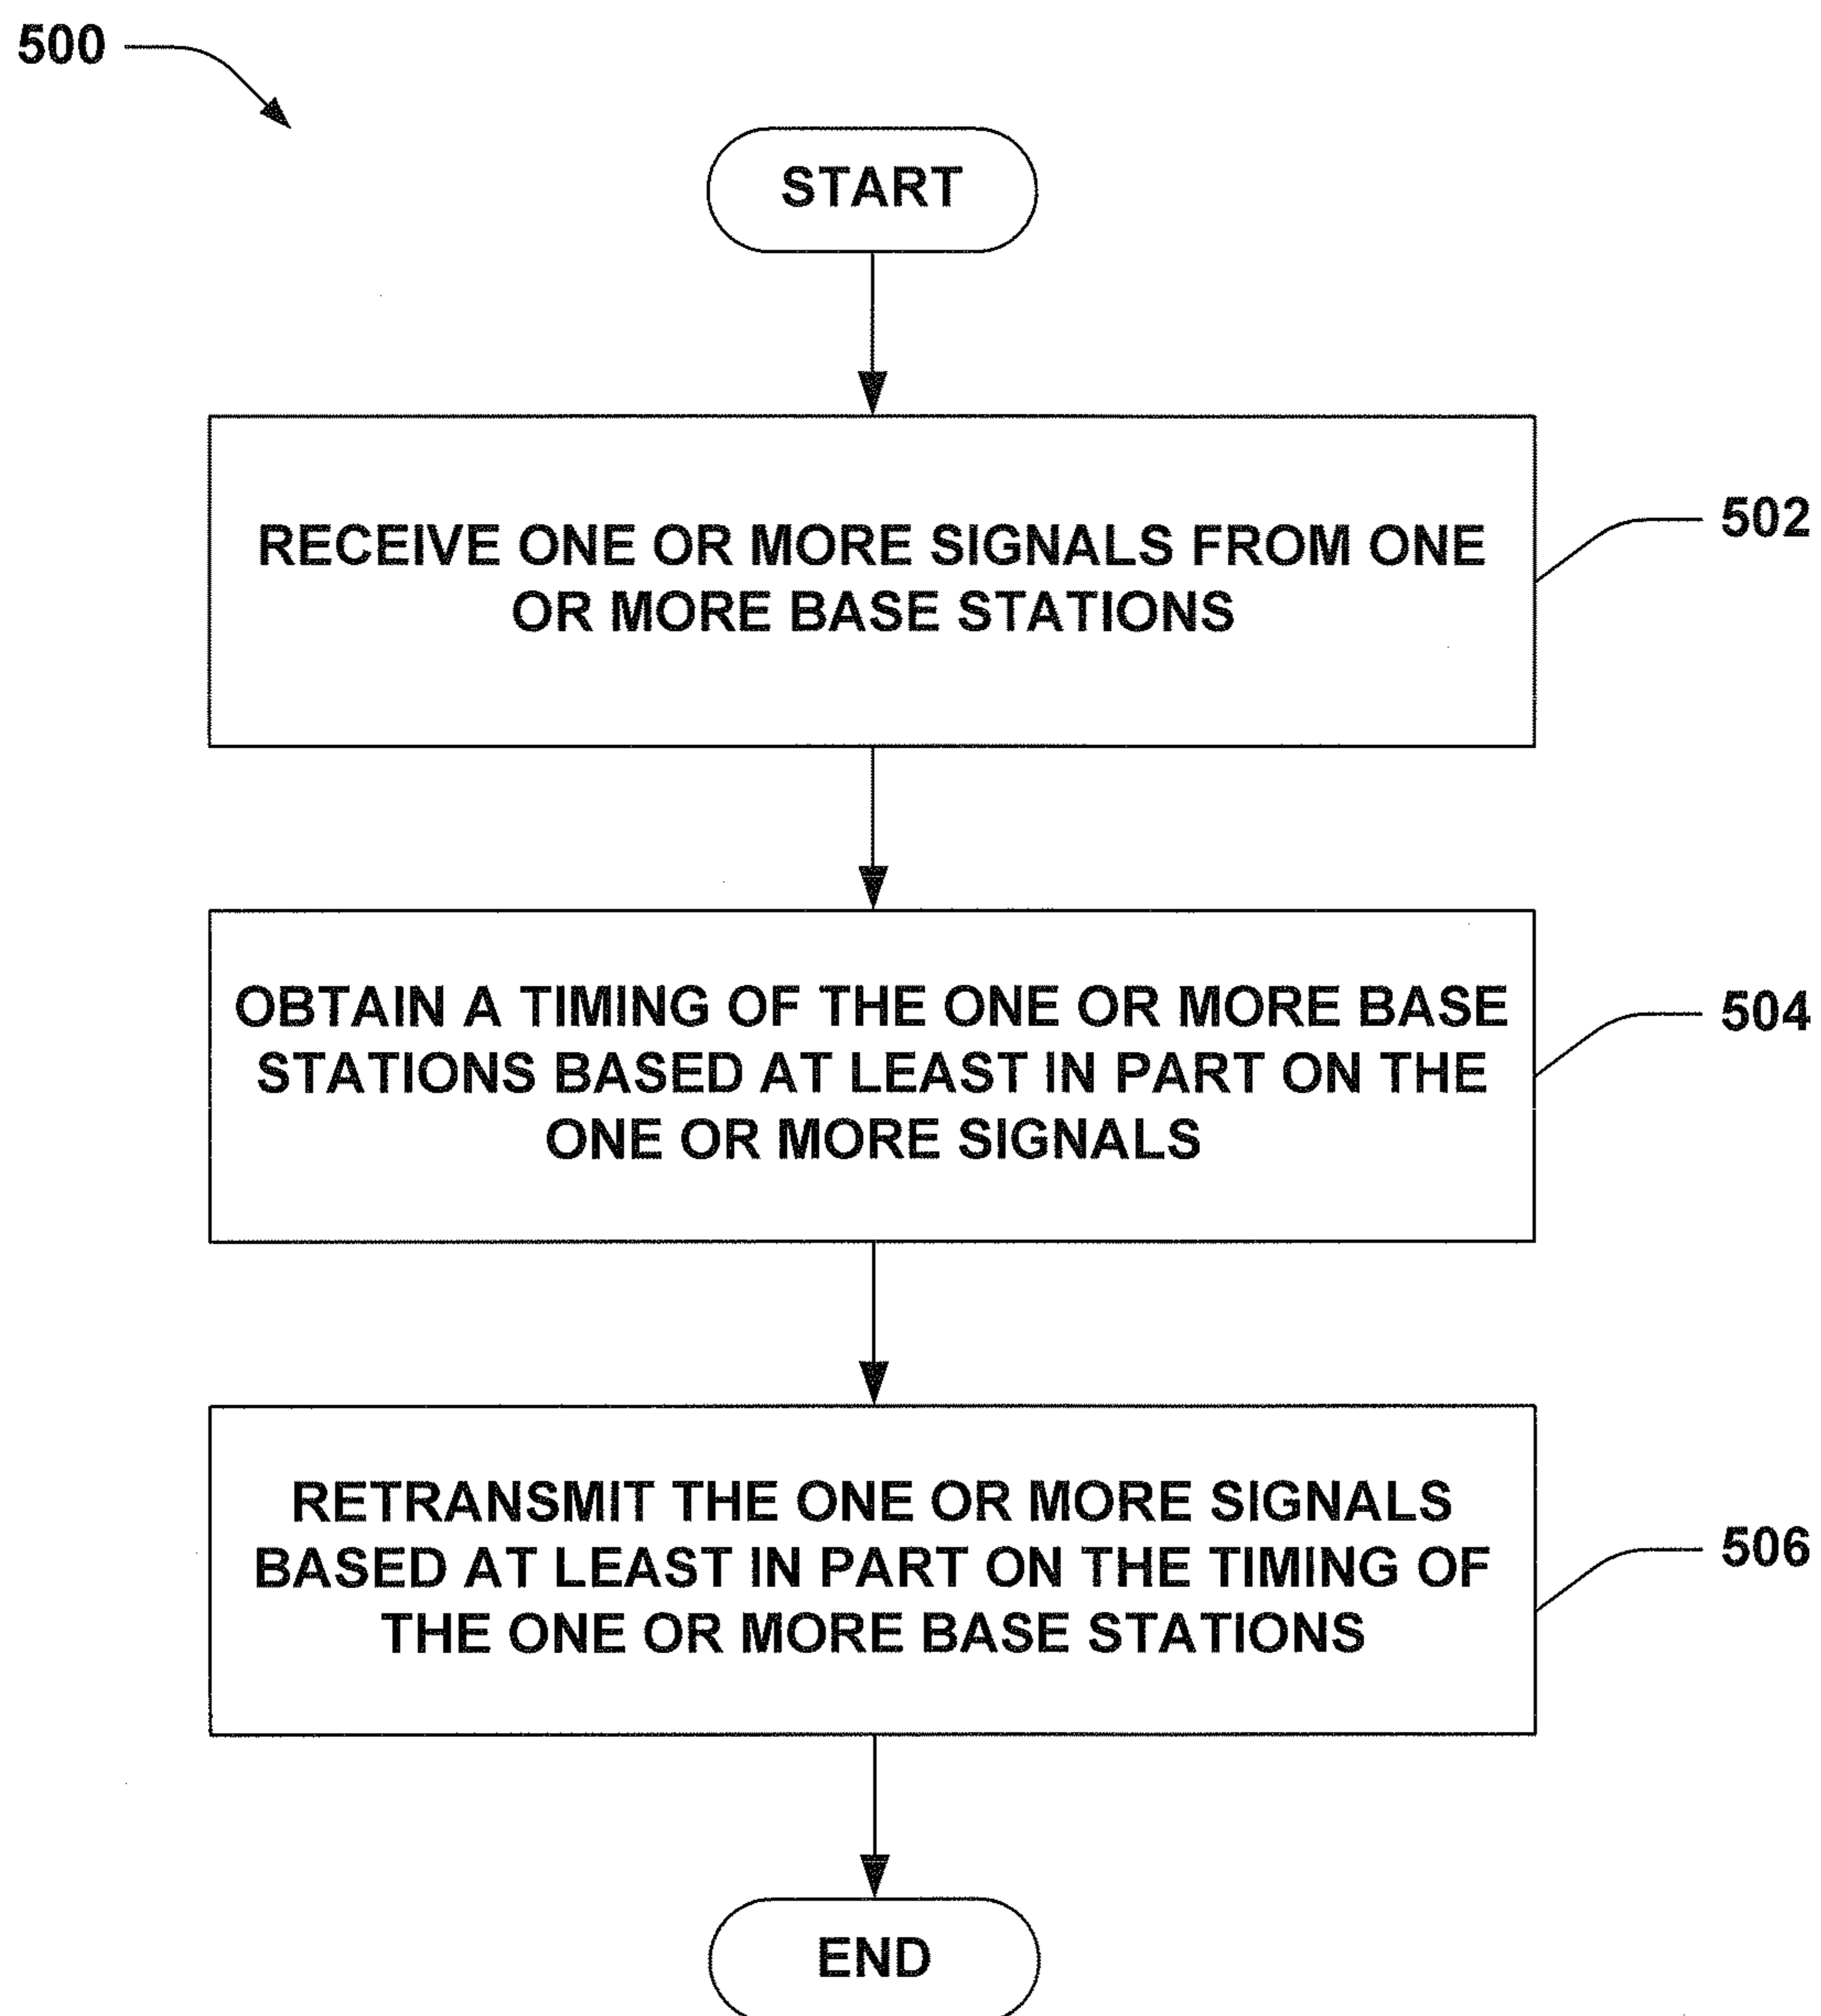 500
START
RECEIVE ONE OR MORE SIGNALS FROM ONE
OR MORE BASE STATIONS
502
OBTAIN A TIMING OF THE ONE OR MORE BASE
STATIONS BASED AT LEAST IN PART ON THE
ONE OR MORE SIGNALS
504
RETRANSMIT THE ONE OR MORE SIGNALS
BASED AT LEAST IN PART ON THE TIMING OF
THE ONE OR MORE BASE STATIONS
506
END